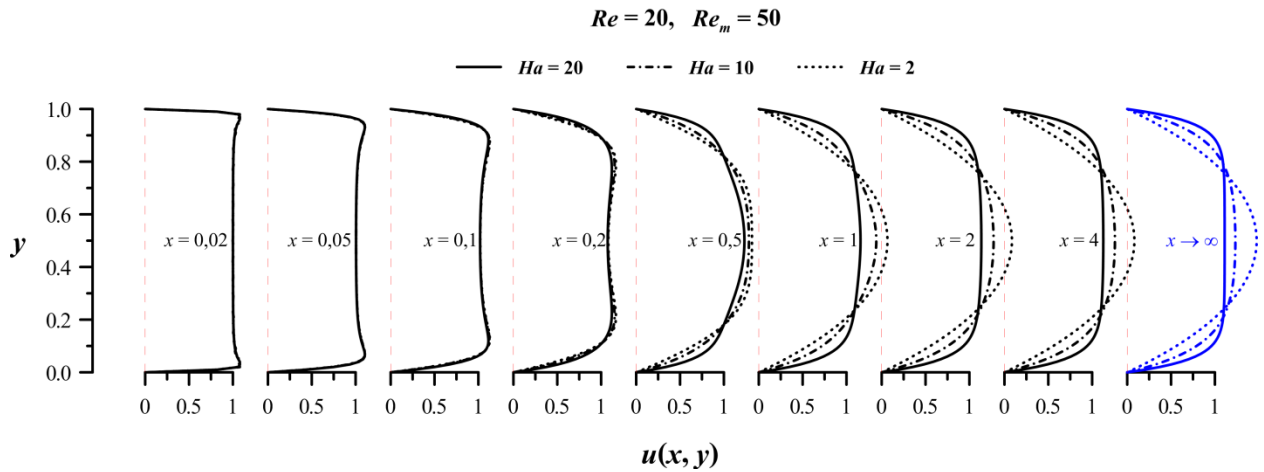 Re = 20, Re_m = 50
Ha = 20 Ha = 10 Ha = 2
1.0
0.8
0.6
0.4
0.2
0.0
y
x = 0,02
x = 0,05
x = 0,1
x = 0,2
x = 0,5
x = 1
x = 2
x = 4
x → ∞
0 0.5 1 0 0.5 1 0 0.5 1 0 0.5 1 0 0.5 1 0 0.5 1 0 0.5 1 0 0.5 1 0 0.5 1
u(x, y)